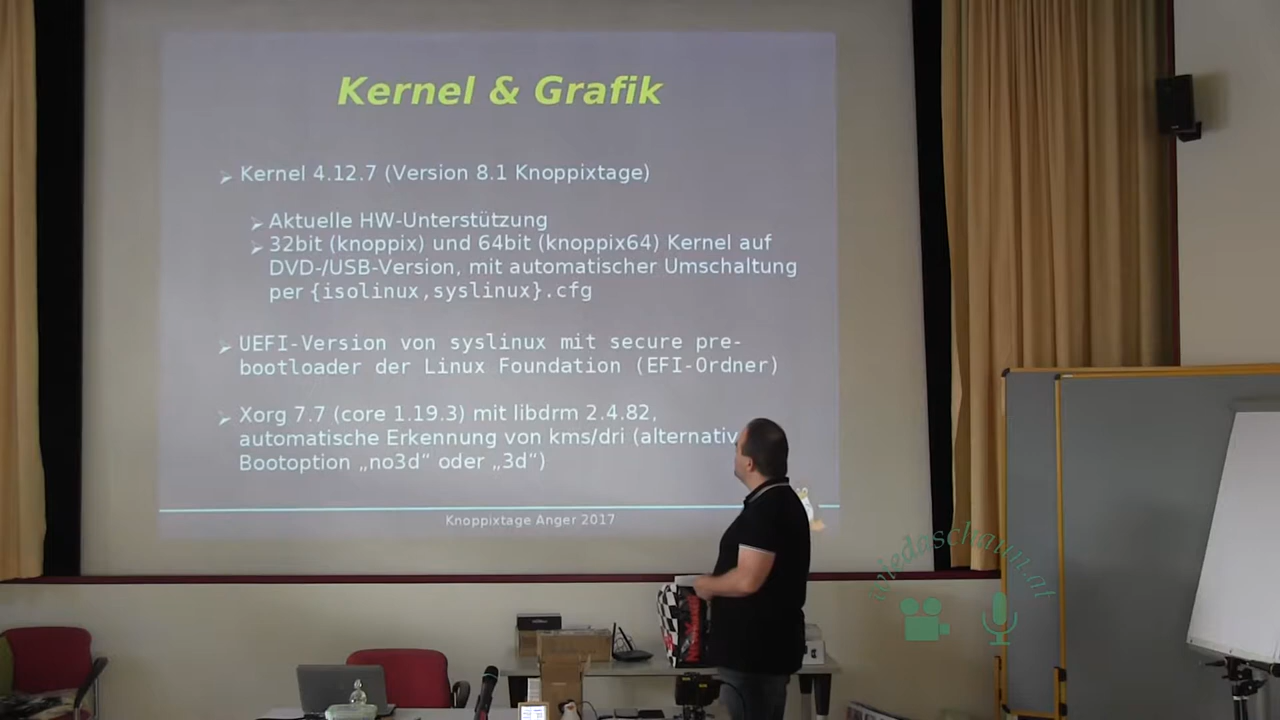 Kernel & Grafik
Kernel 4.12.7 (Version 8.1 Knoppixtage)
Aktuelle HW-Unterstützung
32bit (knoppix) und 64bit (knoppix64) Kernel auf
DVD-/USB-Version, mit automatischer Umschaltung
per {isolinux,syslinux}.cfg
UEFI-Version von syslinux mit secure pre-
bootloader der Linux Foundation (EFI-Ordner)
Xorg 7.7 (core 1.19.3) mit libdrm 2.4.82,
automatische Erkennung von kms/dri (alternativ
Bootoption „no3d“ oder „3d“)
Knoppixtage Anger 2017
wiedaschaun.at